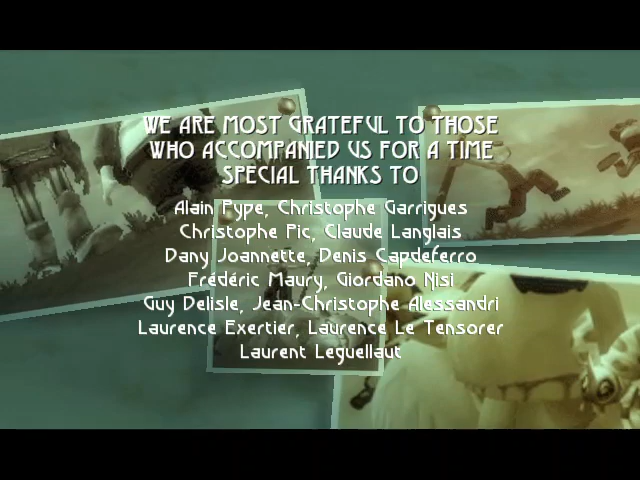 WE ARE MOST GRATEFUL TO THOSE
WHO ACCOMPANIED US FOR A TIME
SPECIAL THANKS TO
Alain Pype, Christophe Garrigues
Christophe Pic, Claude Langlais
Dany Joannette, Denis Capdeferro
Frédéric Maury, Giordano Nisi
Guy Delisle, Jean-Christophe Alessandri
Laurence Exertier, Laurence Le Tensorer
Laurent Leguellaut